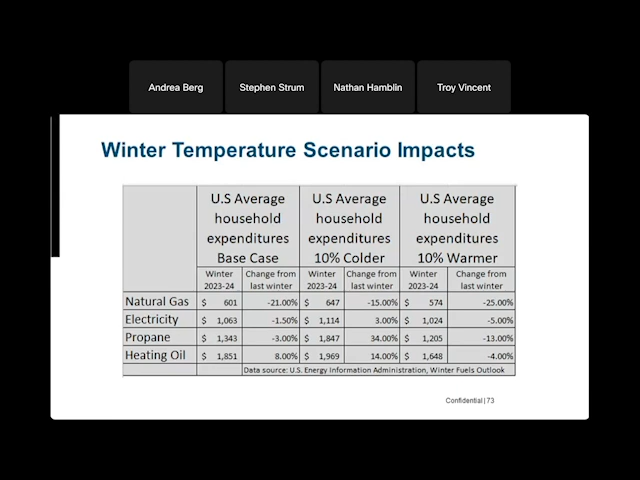 Andrea Berg Stephen Strum Nathan Hamblin Troy Vincent
Winter Temperature Scenario Impacts
U.S Average household expenditures Base Case U.S Average household expenditures 10% Colder U.S Average household expenditures 10% Warmer
Winter 2023-24 Change from last winter Winter 2023-24 Change from last winter Winter 2023-24 Change from last winter
Natural Gas $ 601 -21.00% $ 647 -15.00% $ 574 -25.00%
Electricity $ 1,063 -1.50% $ 1,114 3.00% $ 1,024 -5.00%
Propane $ 1,343 -3.00% $ 1,847 34.00% $ 1,205 -13.00%
Heating Oil $ 1,851 8.00% $ 1,969 14.00% $ 1,648 -4.00%
Data source: U.S. Energy Information Administration, Winter Fuels Outlook
Confidential | 73